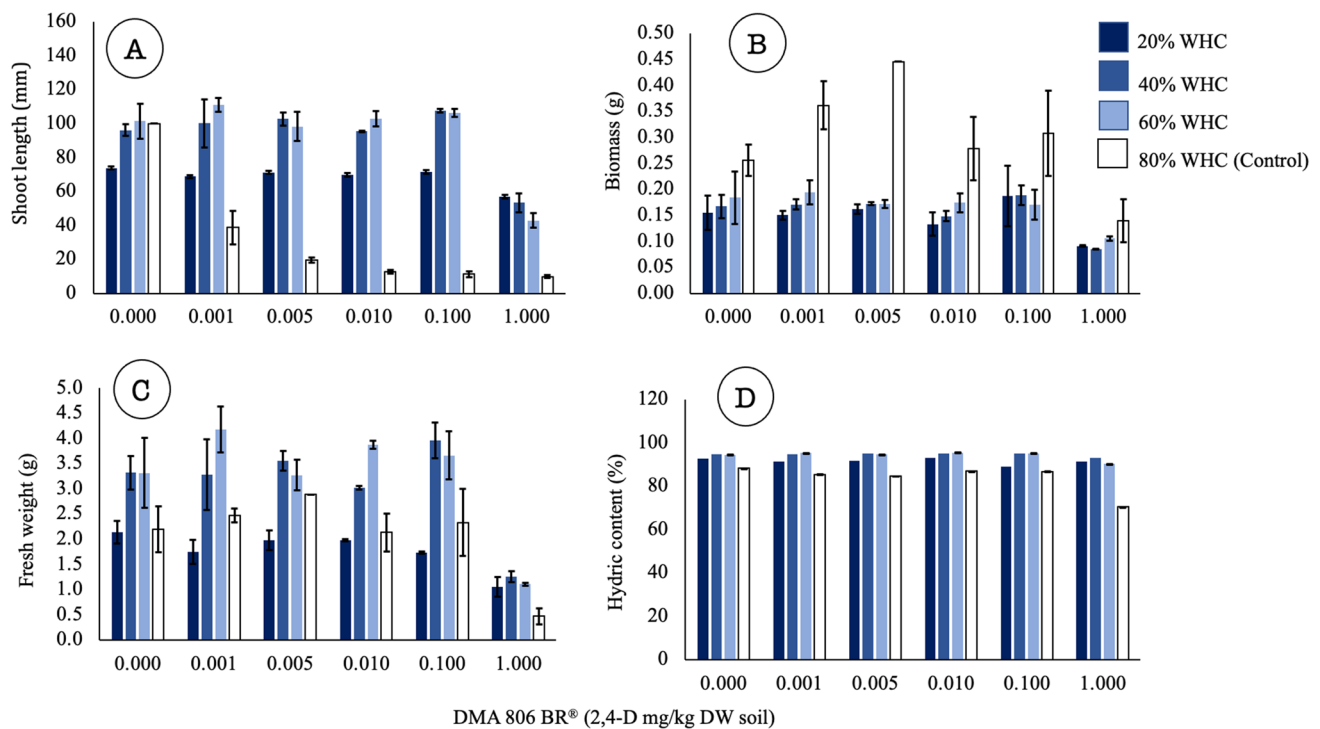 A
Shoot length (mm)
160
140
120
100
80
60
40
20
0
0.000 0.001 0.005 0.010 0.100 1.000
B
Biomass (g)
0.50
0.45
0.40
0.35
0.30
0.25
0.20
0.15
0.10
0.05
0.00
0.000 0.001 0.005 0.010 0.100 1.000
20% WHC
40% WHC
60% WHC
80% WHC (Control)
C
Fresh weight (g)
5.0
4.5
4.0
3.5
3.0
2.5
2.0
1.5
1.0
0.5
0.0
0.000 0.001 0.005 0.010 0.100 1.000
D
Hydric content (%)
120
100
80
60
40
20
0
0.000 0.001 0.005 0.010 0.100 1.000
DMA 806 BR® (2,4-D mg/kg DW soil)